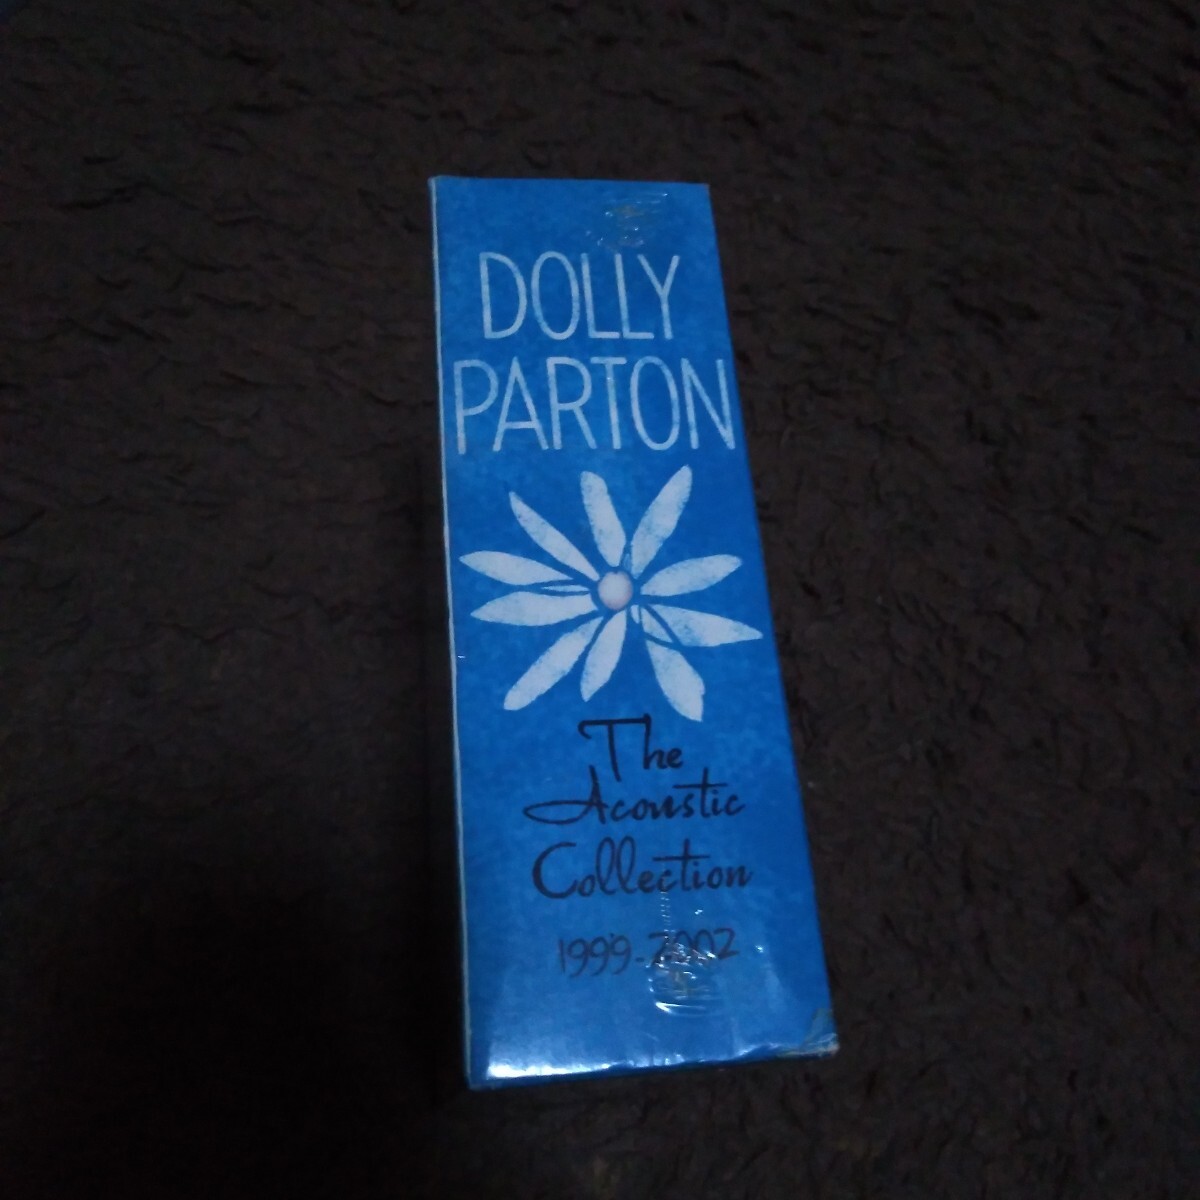 DOLLY
PARTON
The
Acoustic
Collection
1999-2002